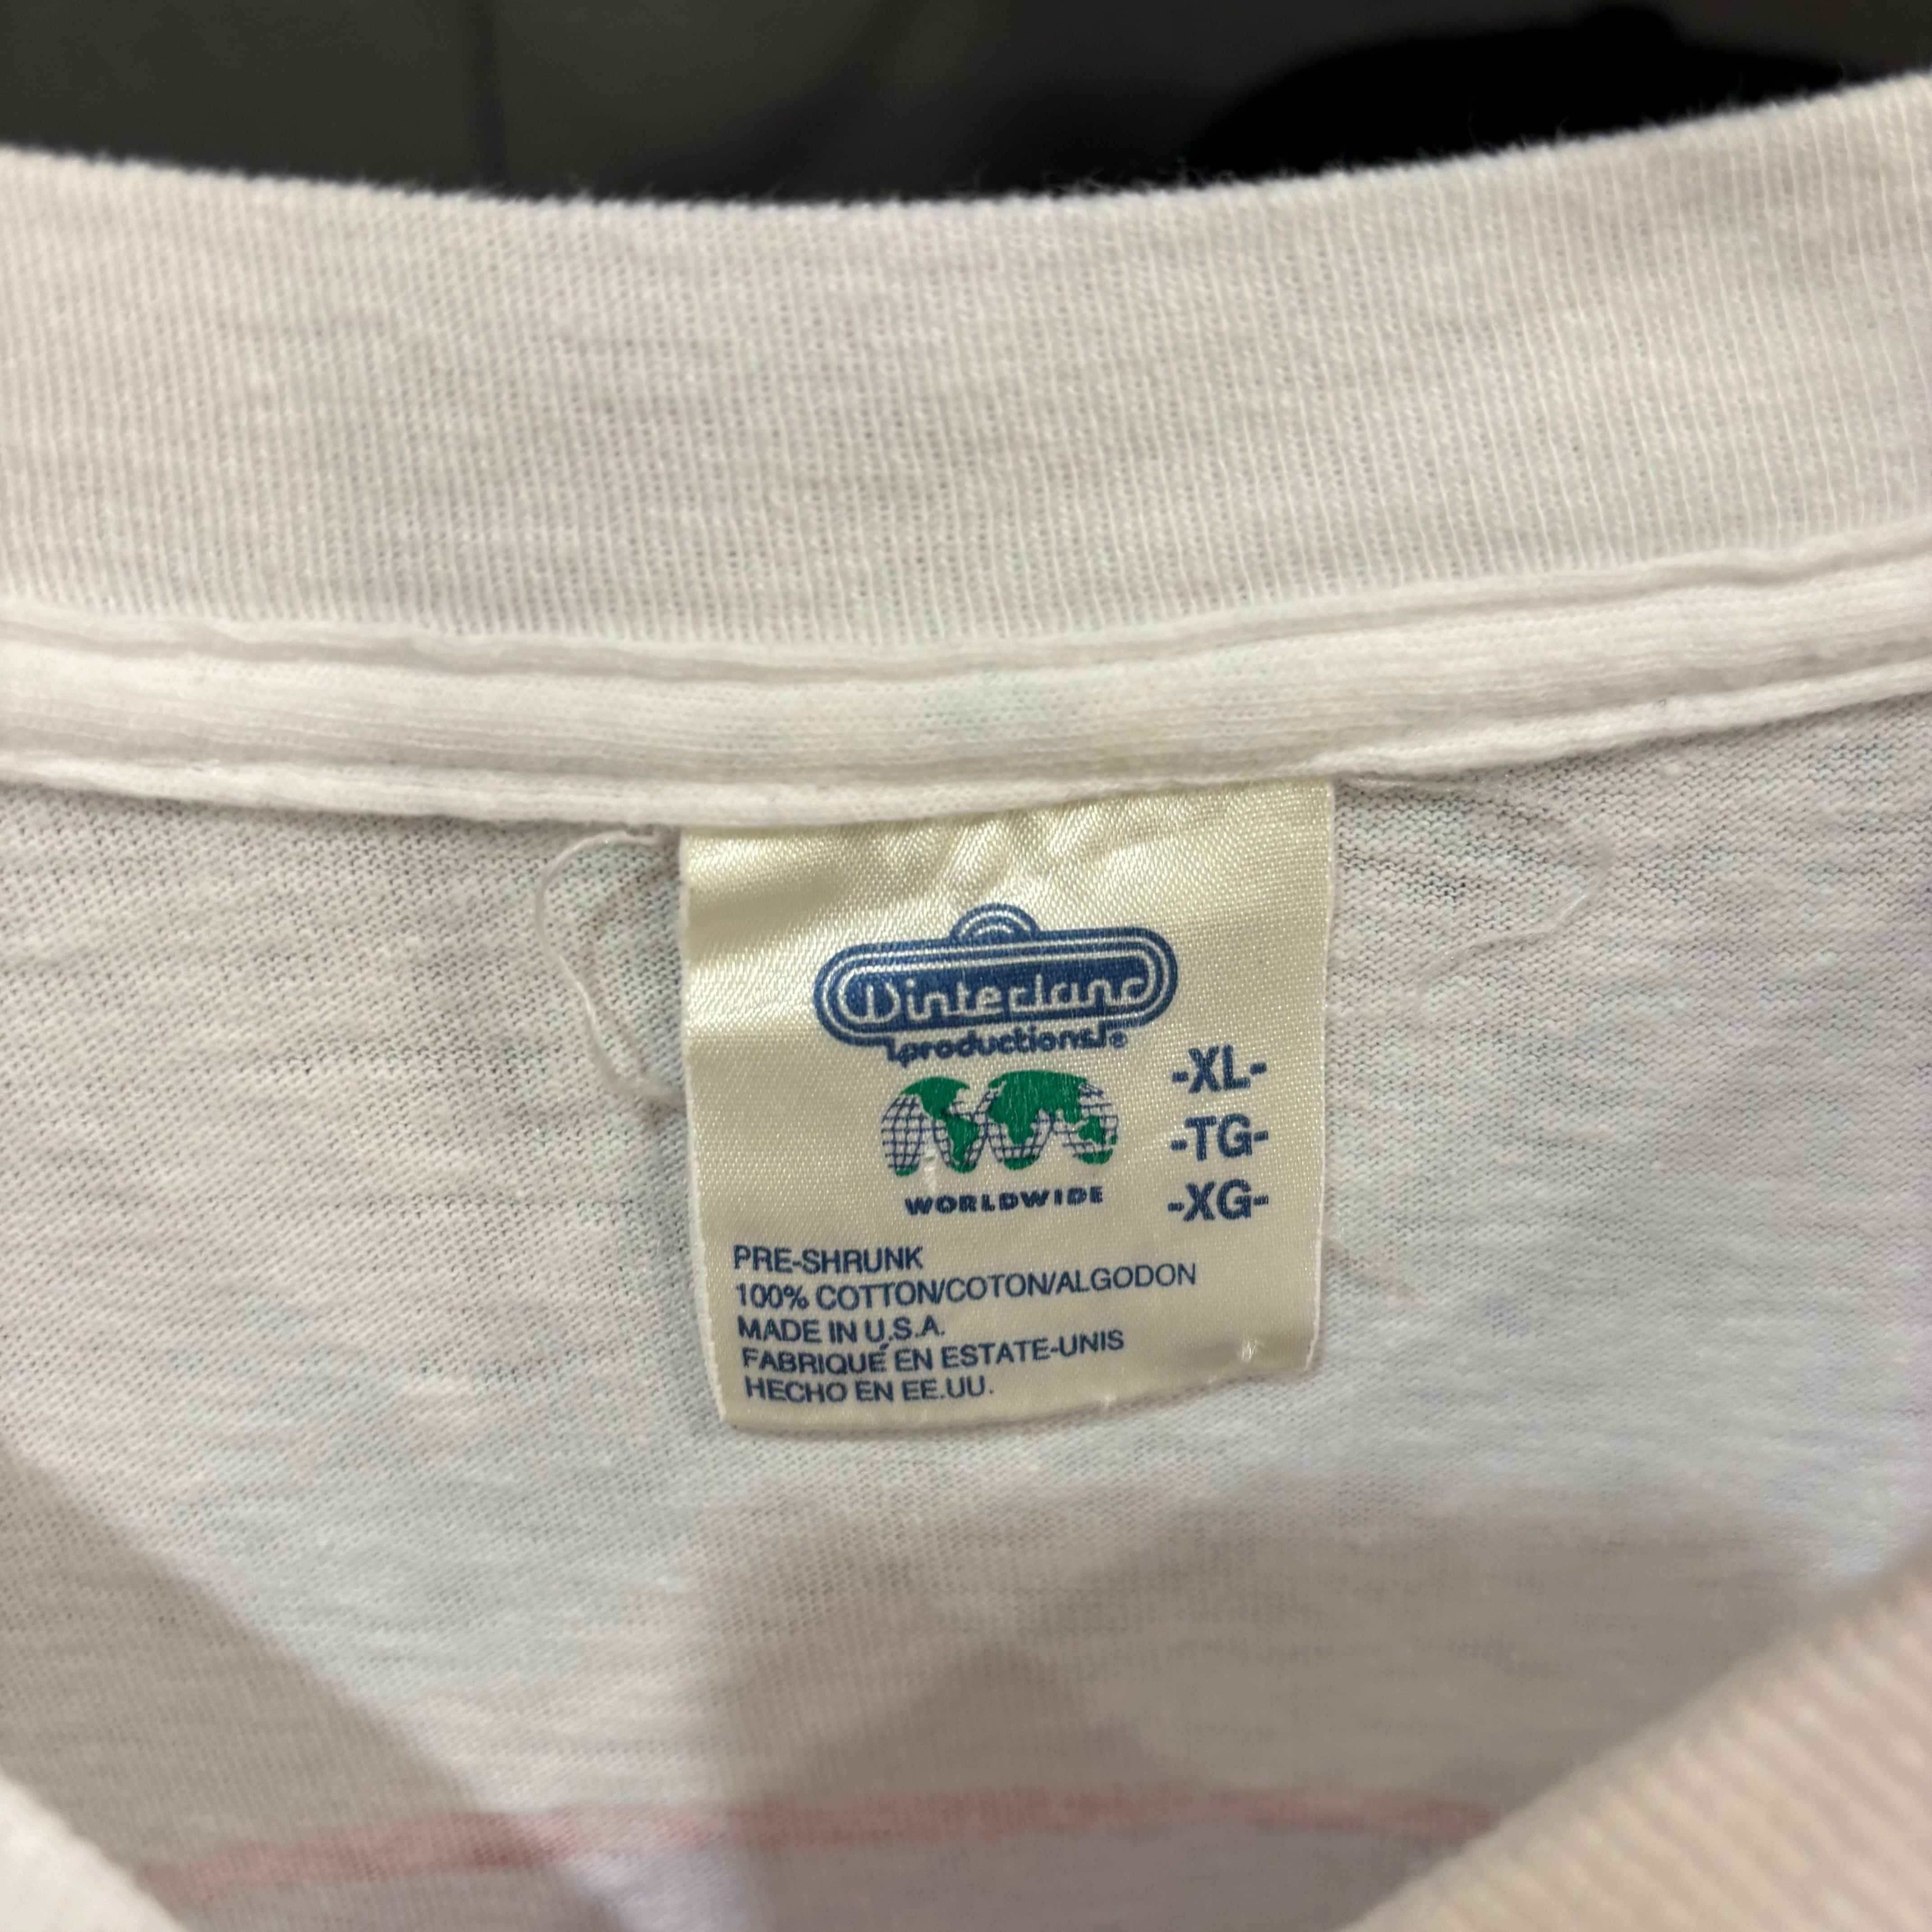 Winterland
productions®
-XL-
-TG-
-XG-
WORLDWIDE
PRE-SHRUNK
100% COTTON/COTON/ALGODON
MADE IN U.S.A.
FABRIQUÉ EN ESTATE-UNIS
HECHO EN EE.UU.